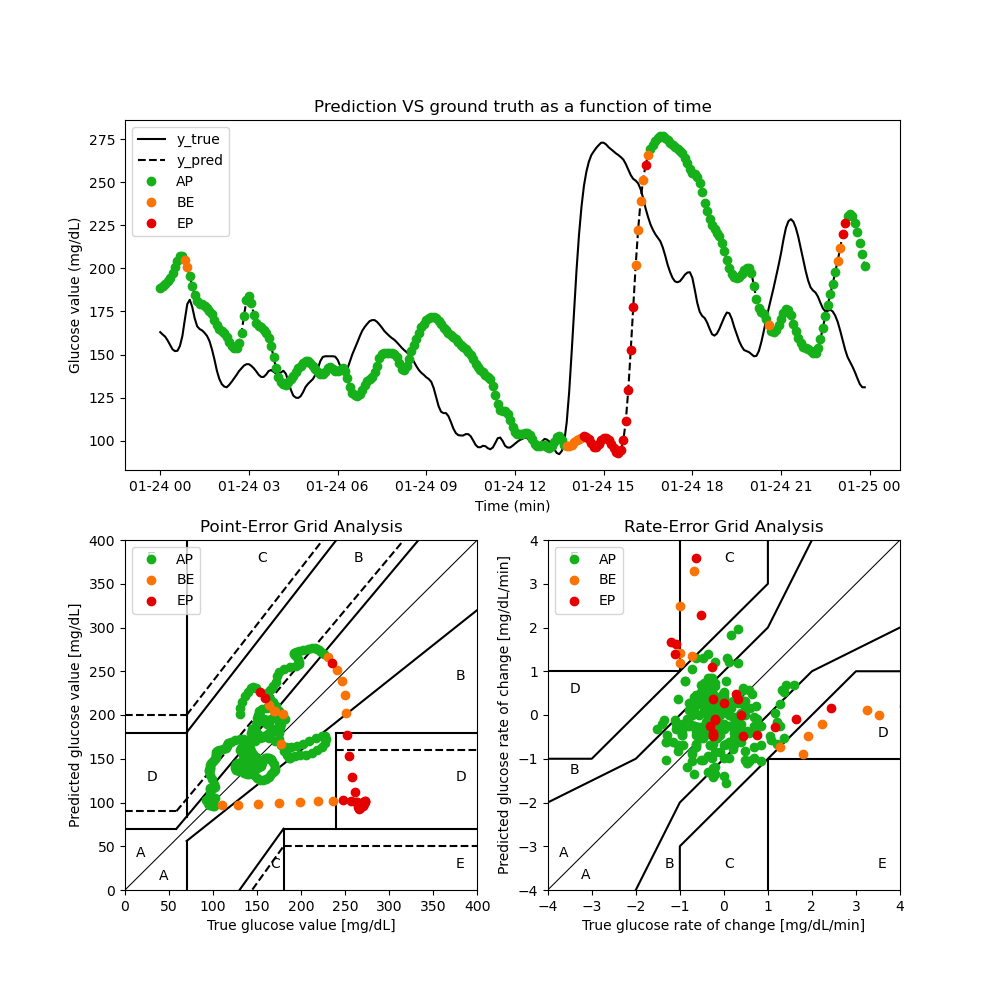 Prediction VS ground truth as a function of time
Glucose value (mg/dL)
y_true
y_pred
AP
BE
EP
275
250
225
200
175
150
125
100
01-24 00 01-24 03 01-24 06 01-24 09 01-24 12 01-24 15 01-24 18 01-24 21 01-25 00
Time (min)
Point-Error Grid Analysis
Predicted glucose value [mg/dL]
AP
BE
EP
C B
B
D D
A
A
C
E
400
350
300
250
200
150
100
50
0
0 50 100 150 200 250 300 350 400
True glucose value [mg/dL]
Rate-Error Grid Analysis
Predicted glucose rate of change [mg/dL/min]
AP
BE
EP
C
D
D
B
A
A
B C E
4
3
2
1
0
−1
−2
−3
−4
−4 −3 −2 −1 0 1 2 3 4
True glucose rate of change [mg/dL/min]